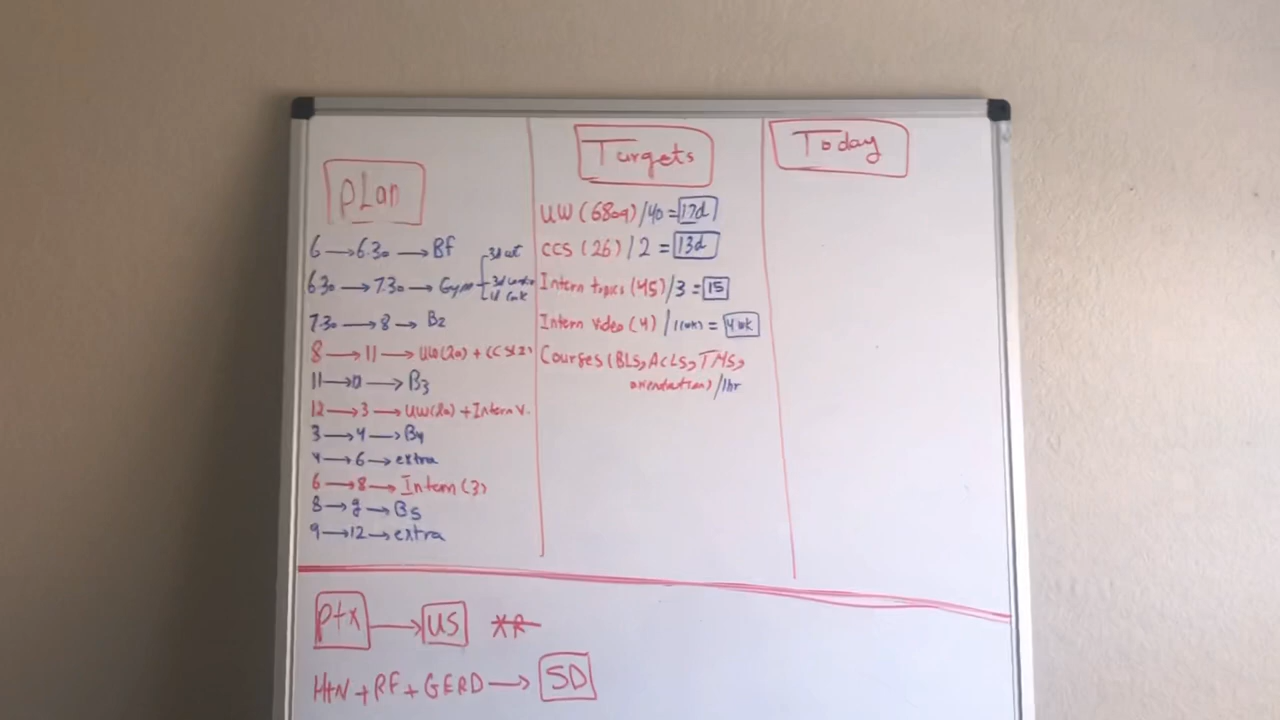 PLan
6 → 6.30 → BF
6.30 → 7.30 → Gym
7.30 → 8 → B2
8 → 11 → UW(20) + CCS(2)
11 → → B3
12 → 3 → UW(20) + Intern V.
3 → 4 → B4
4 → 6 → extra
6 → 8 → Intern (3)
8 → 9 → B5
9 → 12 → extra
Targets
UW (680q) / 40 = 17d
CCS (26) / 2 = 13d
Intern topics (45) / 3 = 15
Intern video (4) / 1(wk) = 4 wk
Courses (BLS, ACLS, TMS,
/ 1hr
Today
Ptx → US XR
HtN + RF + GERD → SD